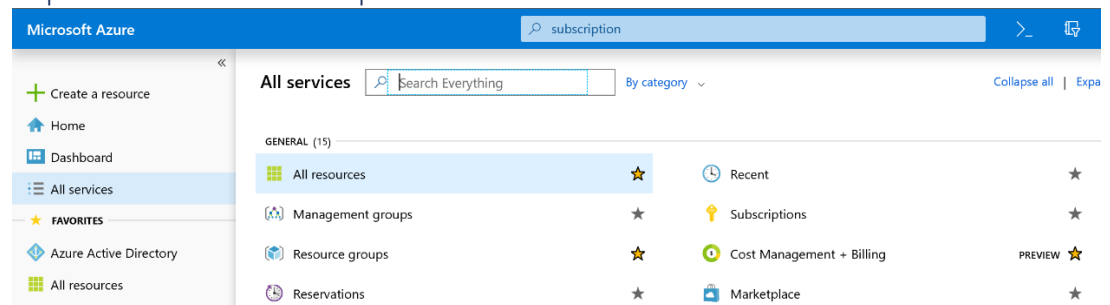 Microsoft Azure
subscription
«
Create a resource
Home
Dashboard
All services
FAVORITES
Azure Active Directory
All resources
All services
Search Everything
By category
Collapse all | Expa
GENERAL (15)
All resources
Recent
Management groups
Subscriptions
Resource groups
Cost Management + Billing PREVIEW
Reservations
Marketplace